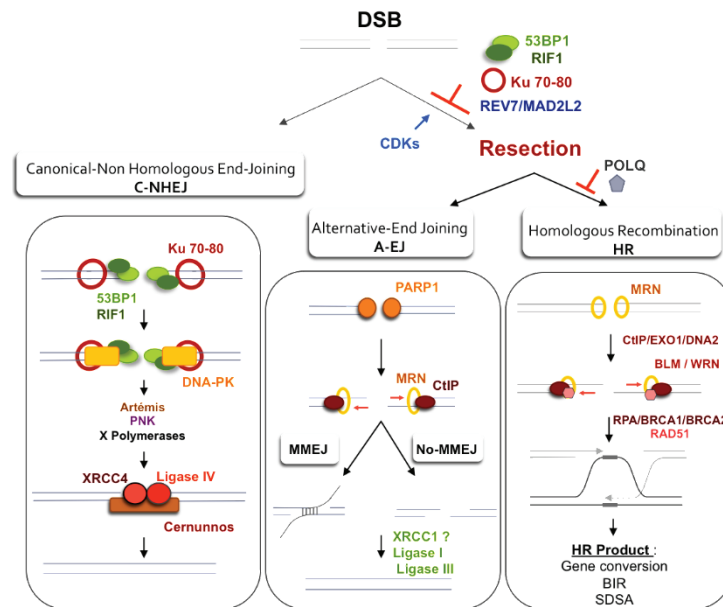 DSB
53BP1
RIF1
Ku 70-80
REV7/MAD2L2
CDKs
Resection
POLQ
Canonical-Non Homologous End-Joining
C-NHEJ
Alternative-End Joining
A-EJ
Homologous Recombination
HR
Ku 70-80
53BP1
RIF1
DNA-PK
Artémis
PNK
X Polymerases
XRCC4
Ligase IV
Cernunnos
PARP1
MRN
CtIP
MMEJ
No-MMEJ
XRCC1 ?
Ligase I
Ligase III
MRN
CtIP/EXO1/DNA2
BLM / WRN
RPA/BRCA1/BRCA2
RAD51
HR Product :
Gene conversion
BIR
SDSA